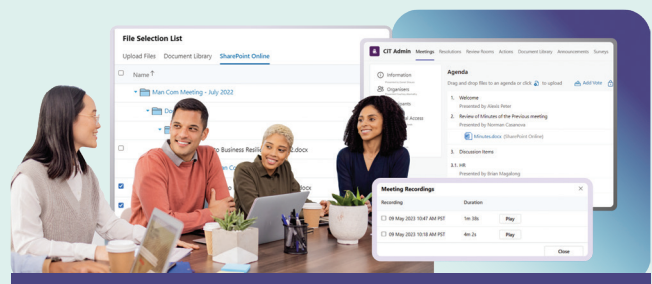 File Selection List
Upload Files Document Library SharePoint Online
Name ↑
Man Com Meeting - July 2022
to Business Resilie
.docx
docx
CIT Admin Meetings Resolutions Review Rooms Actions Document Library Announcements Surveys
Information
Organisers
Access
Agenda
Drag and drop files to an agenda or click to upload Add Note
1. Welcome
Presented by Alexis Peter
2. Review of Minutes of the Previous meeting
Presented by Norman Casanova
Minutes.docx (SharePoint Online)
3. Discussion Items
3.1. HR
Presented by Brian Magalong
Meeting Recordings ×
Recording Duration
09 May 2023 10:47 AM PST 1m 38s Play
09 May 2023 10:18 AM PST 4m 2s Play
Close